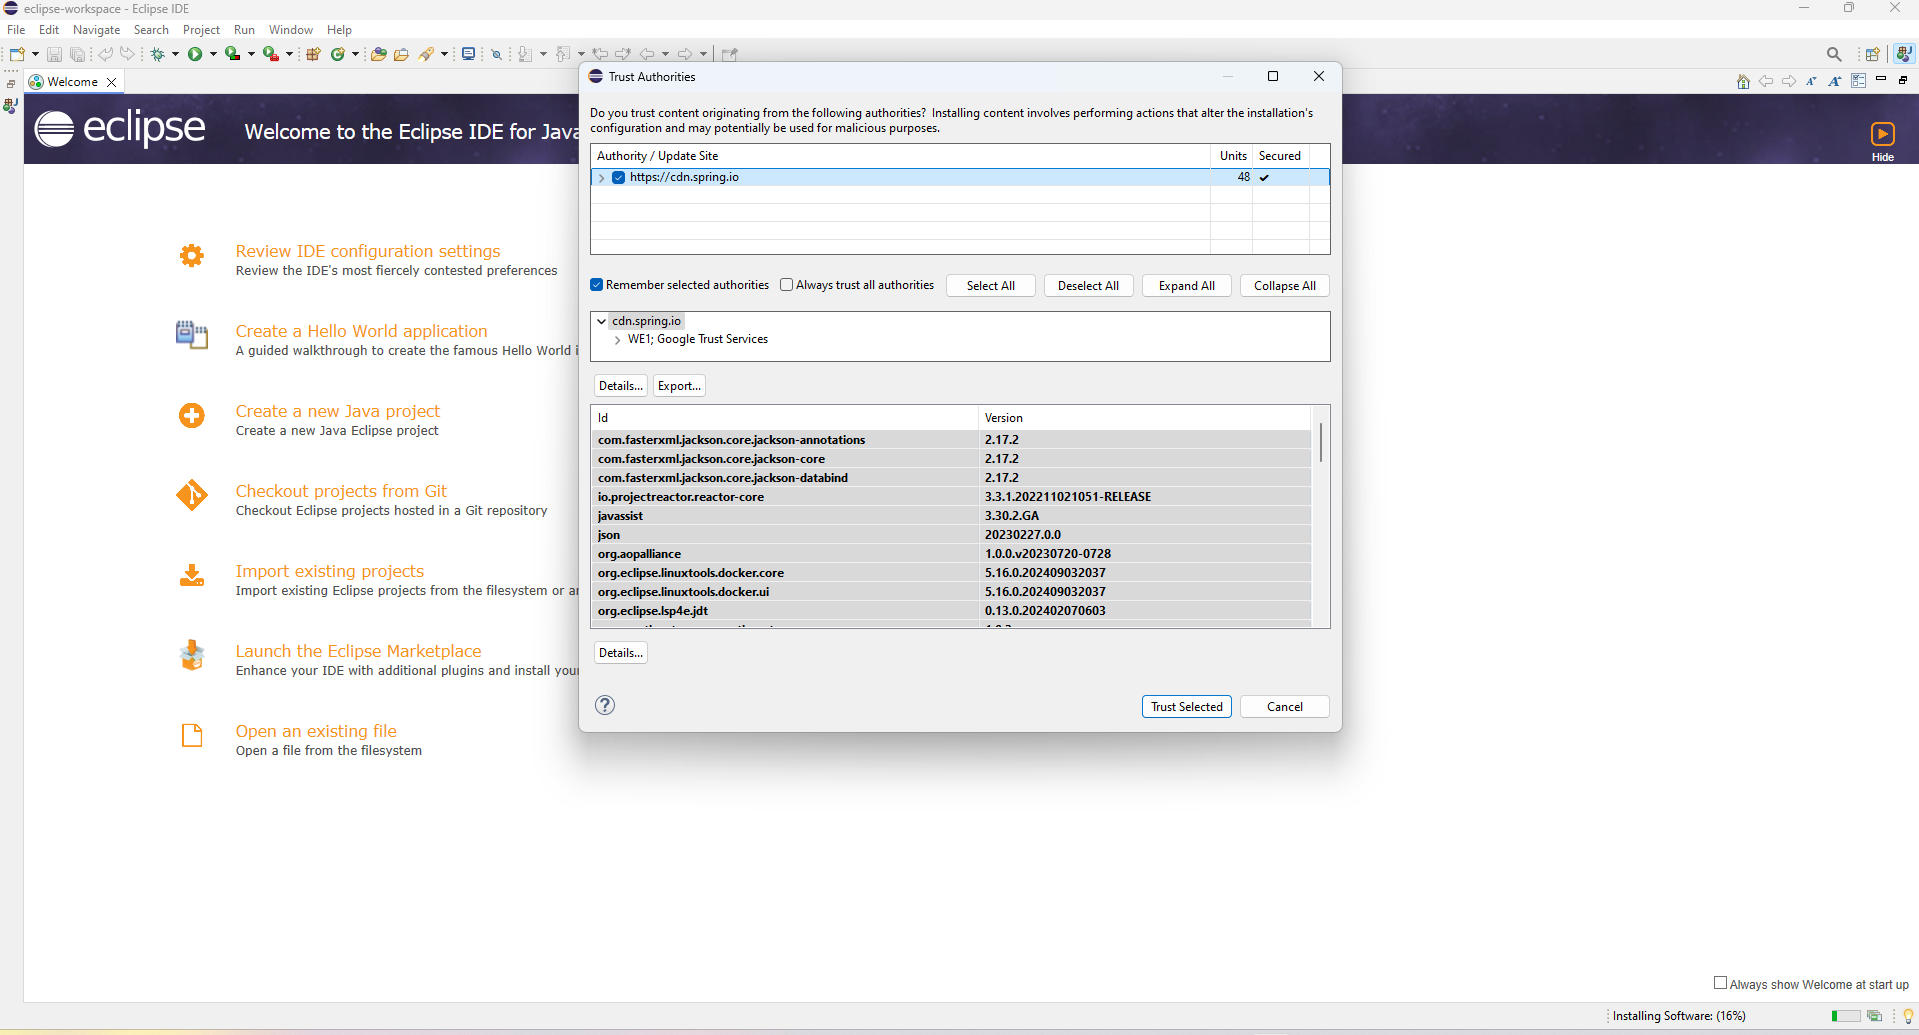 eclipse-workspace - Eclipse IDE
File Edit Navigate Search Project Run Window Help
Welcome
eclipse Welcome to the Eclipse IDE for Java
Hide
Review IDE configuration settings
Review the IDE's most fiercely contested preferences
Create a Hello World application
A guided walkthrough to create the famous Hello World i
Create a new Java project
Create a new Java Eclipse project
Checkout projects from Git
Checkout Eclipse projects hosted in a Git repository
Import existing projects
Import existing Eclipse projects from the filesystem or a
Launch the Eclipse Marketplace
Enhance your IDE with additional plugins and install you
Open an existing file
Open a file from the filesystem
Trust Authorities
Do you trust content originating from the following authorities? Installing content involves performing actions that alter the installation's
configuration and may potentially be used for malicious purposes.
Authority / Update Site Units Secured
https://cdn.spring.io 48
Remember selected authorities Always trust all authorities Select All Deselect All Expand All Collapse All
cdn.spring.io
WE1; Google Trust Services
Details... Export...
Id Version
com.fasterxml.jackson.core.jackson-annotations 2.17.2
com.fasterxml.jackson.core.jackson-core 2.17.2
com.fasterxml.jackson.core.jackson-databind 2.17.2
io.projectreactor.reactor-core 3.3.1.202211021051-RELEASE
javassist 3.30.2.GA
json 20230227.0.0
org.aopalliance 1.0.0.v20230720-0728
org.eclipse.linuxtools.docker.core 5.16.0.202409032037
org.eclipse.linuxtools.docker.ui 5.16.0.202409032037
org.eclipse.lsp4e.jdt 0.13.0.202402070603
Details...
Trust Selected Cancel
Always show Welcome at start up
Installing Software: (16%)